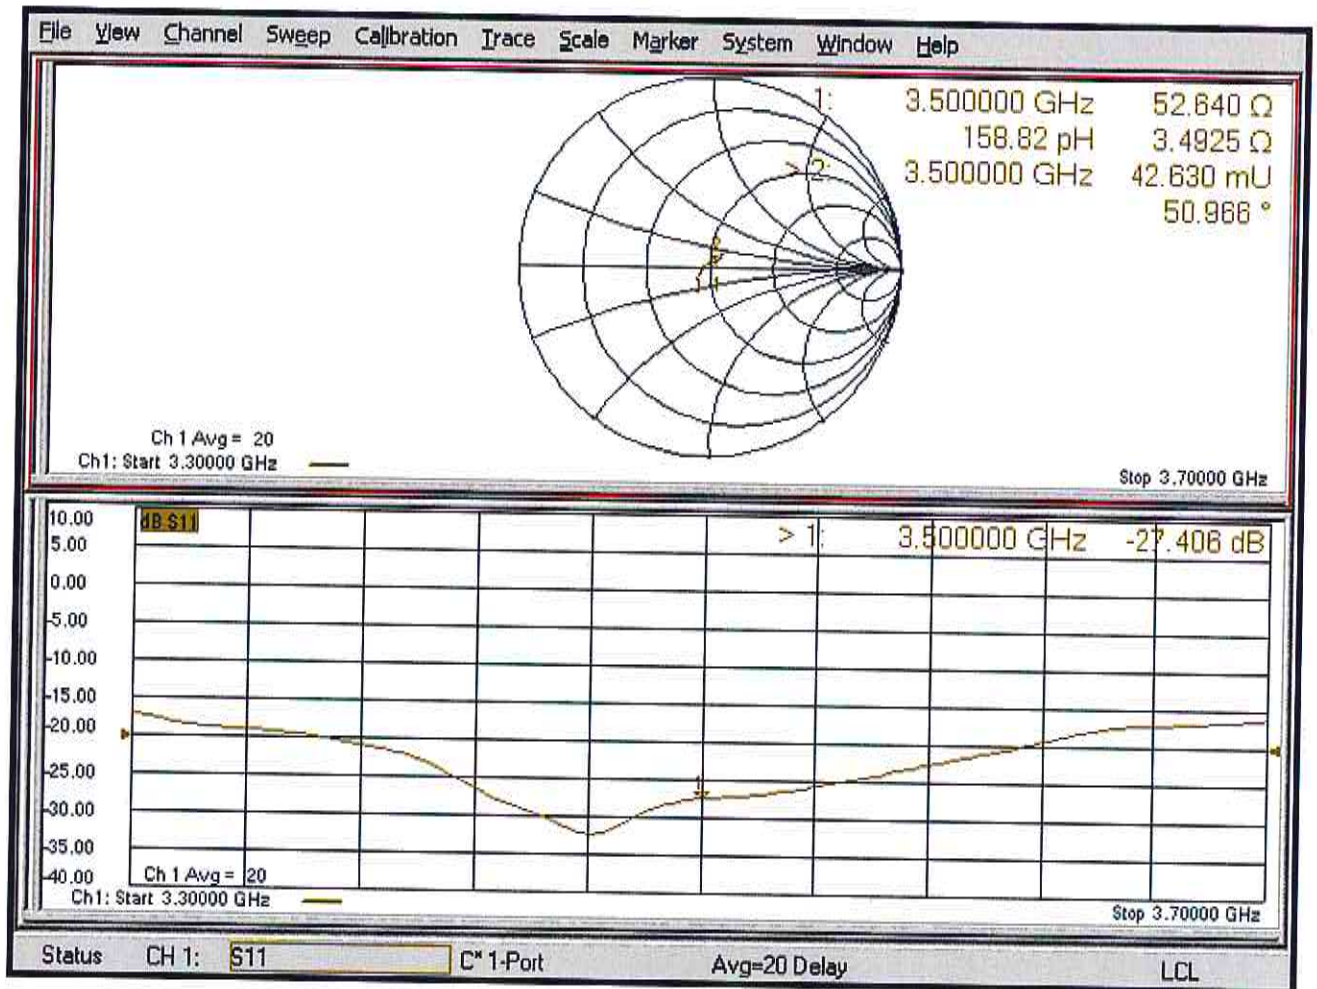 File View Channel Sweep Calibration Trace Scale Marker System Window Help
1: 3.500000 GHz 52.640 Ω
158.82 pH 3.4925 Ω
> 2: 3.500000 GHz 42.630 mU
50.966 °
Ch 1 Avg = 20
Ch1: Start 3.30000 GHz
Stop 3.70000 GHz
10.00 dB S11
> 1: 3.500000 GHz -27.406 dB
5.00
0.00
-5.00
-10.00
-15.00
-20.00
-25.00
1
-30.00
-35.00
-40.00
Ch 1 Avg = 20
Ch1: Start 3.30000 GHz
Stop 3.70000 GHz
Status CH 1: S11 C* 1-Port Avg=20 Delay LCL